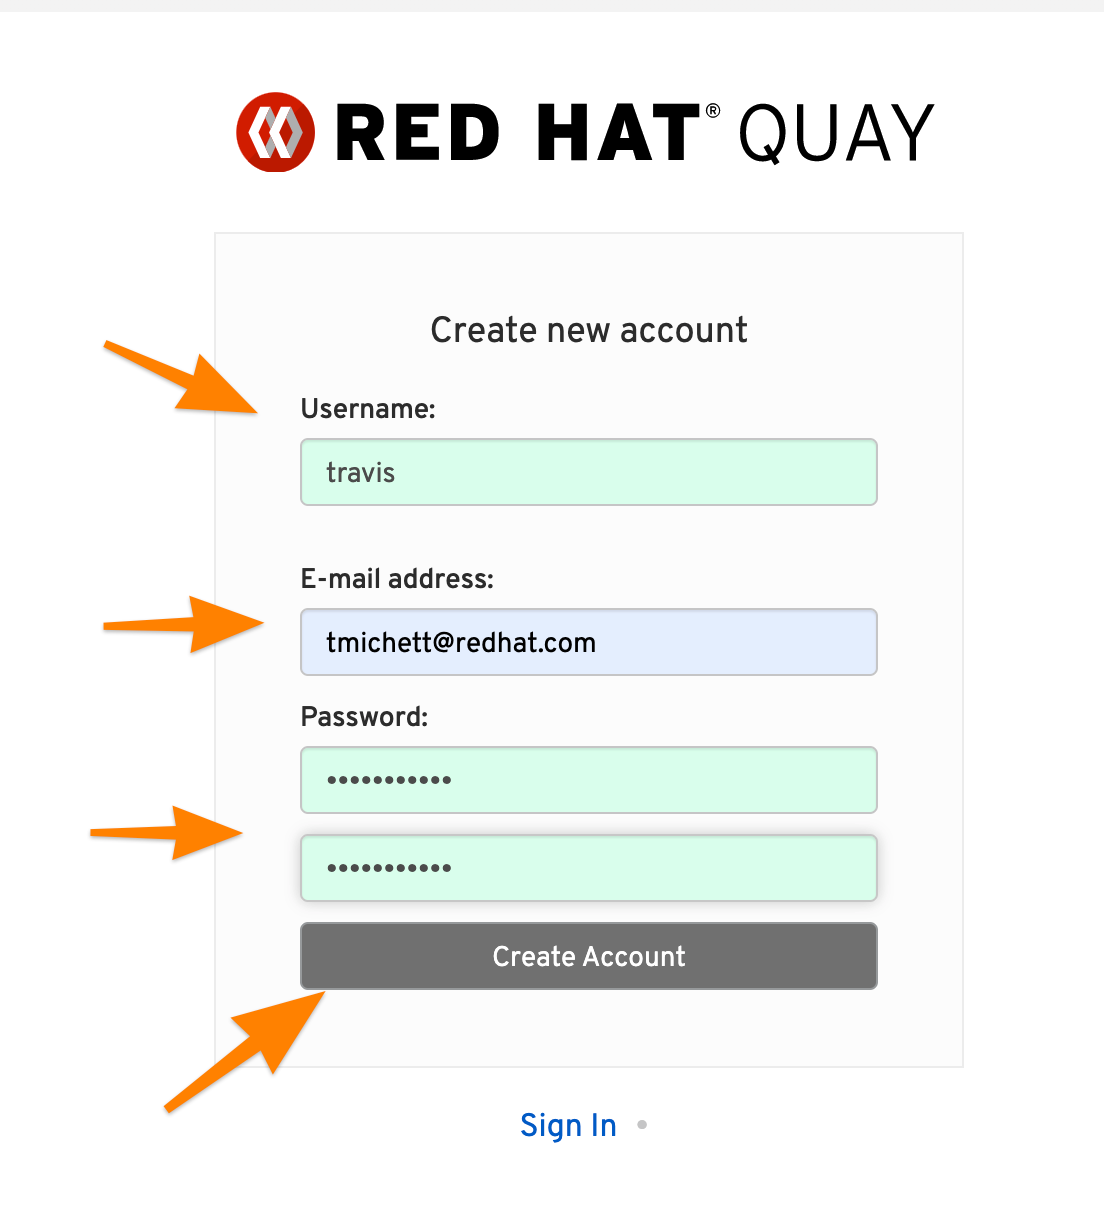 RED HAT® QUAY
Create new account
Username:
travis
E-mail address:
tmichett@redhat.com
Password:
•••••••••••
•••••••••••
Create Account
Sign In